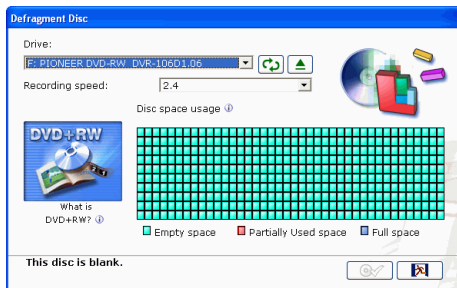 Defragment Disc
Drive:
F: PIONEER DVD-RW DVR-106D1.06
Recording speed:
2.4
Disc space usage
DVD+RW
What is
DVD+RW?
Empty space
Partially Used space
Full space
This disc is blank.